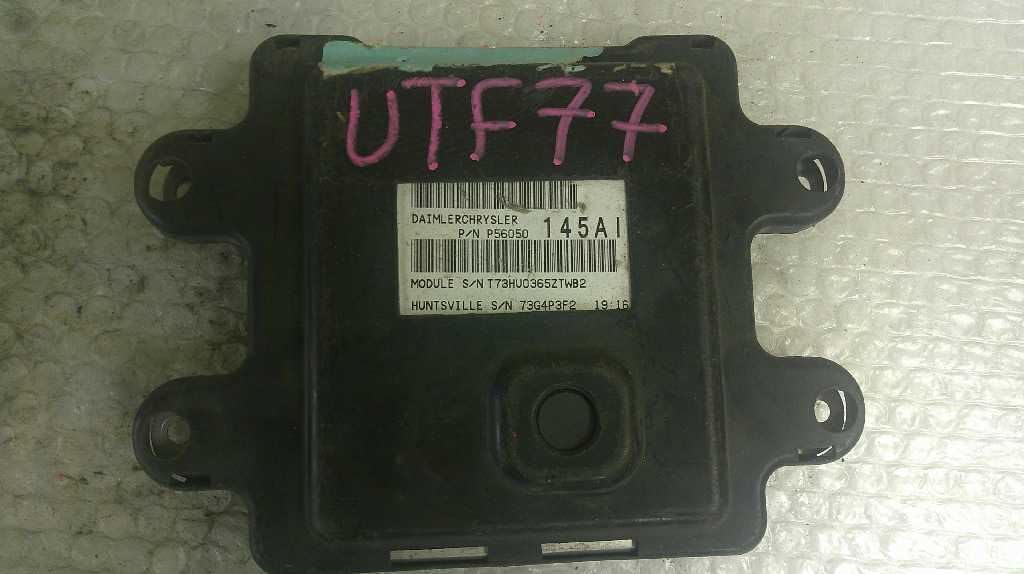 UTF77
DAIMLERCHRYSLER
P/N P56050 145AI
MODULE S/N T73HU0365ZTWB2
HUNTSVILLE S/N 73G4P3F2 19:16